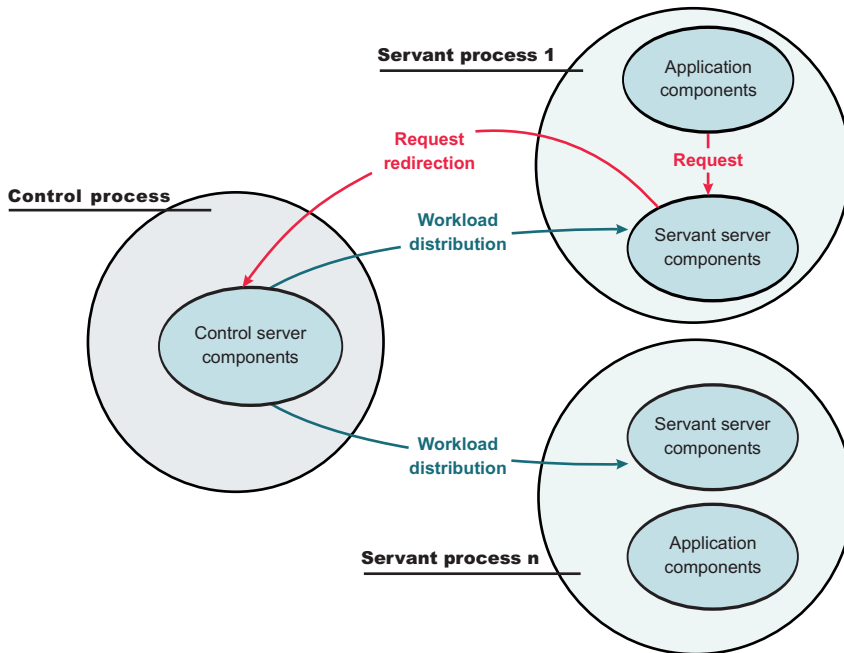 Servant process 1
Application
components
Request
redirection
Request
Control process
Workload
distribution
Servant server
components
Control server
components
Servant server
components
Workload
distribution
Application
components
Servant process n